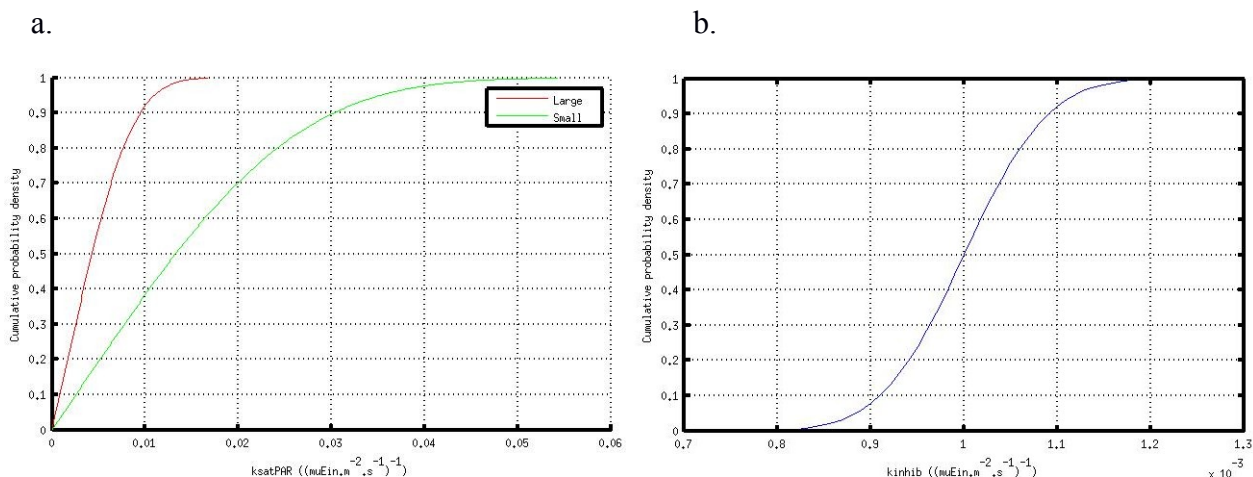 a.
1
0.9
0.8
0.7
0.6
0.5
0.4
0.3
0.2
0.1
0
Cumulative probability density
Large
Small
0 0.01 0.02 0.03 0.04 0.05 0.06
ksatPAR ((muEin.m^-2.s^-1)^-1)
b.
1
0.9
0.8
0.7
0.6
0.5
0.4
0.3
0.2
0.1
0
Cumulative probability density
0.7 0.8 0.9 1 1.1 1.2 1.3
kinhib ((muEin.m^-2.s^-1)^-1)
x 10^-3